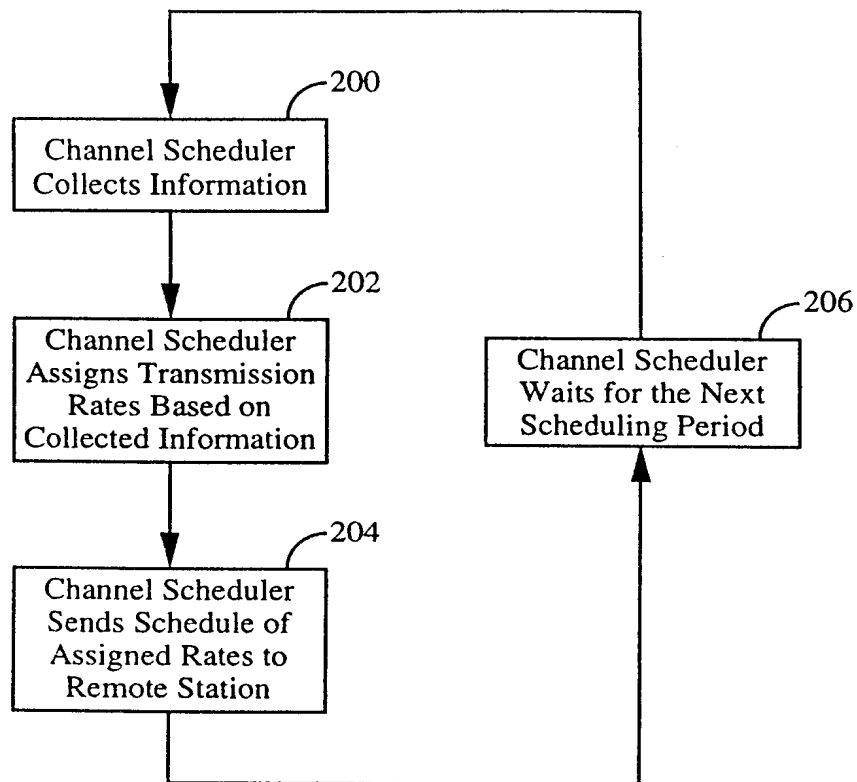 200
Channel Scheduler
Collects Information
202
Channel Scheduler
Assigns Transmission
Rates Based on
Collected Information
204
Channel Scheduler
Sends Schedule of
Assigned Rates to
Remote Station
206
Channel Scheduler
Waits for the Next
Scheduling Period